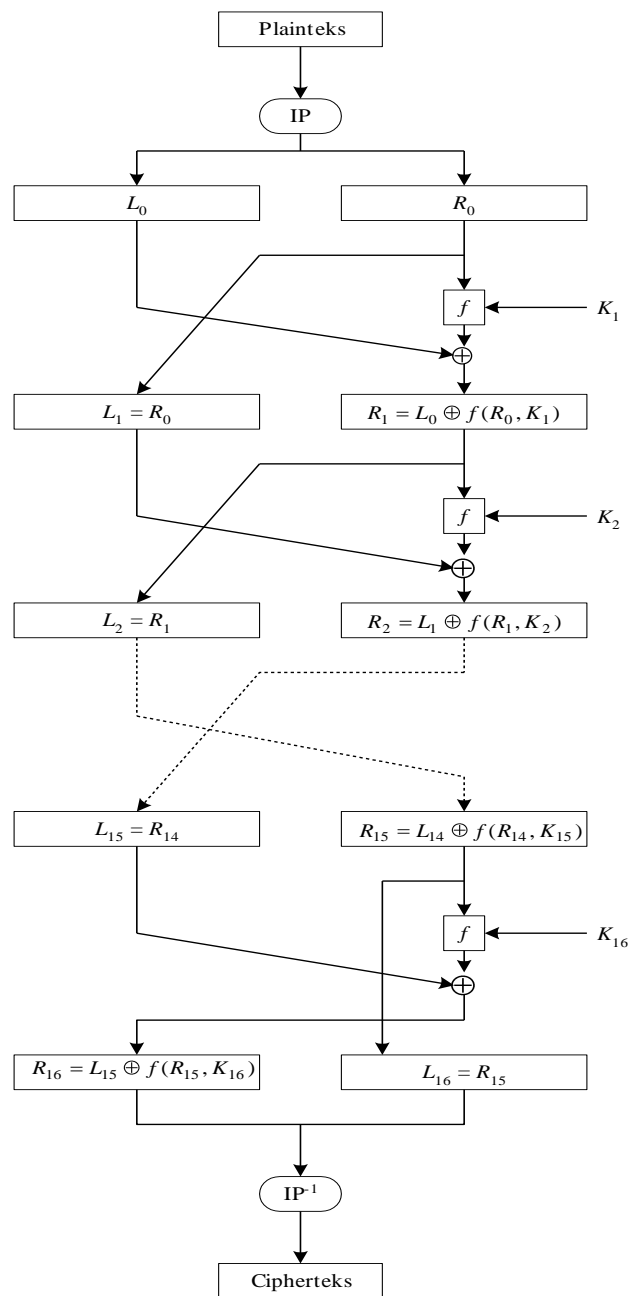 Plainteks
IP
L₀
R₀
f
K₁
⊕
L₁ = R₀
R₁ = L₀ ⊕ f(R₀, K₁)
f
K₂
⊕
L₂ = R₁
R₂ = L₁ ⊕ f(R₁, K₂)
L₁₅ = R₁₄
R₁₅ = L₁₄ ⊕ f(R₁₄, K₁₅)
f
K₁₆
⊕
R₁₆ = L₁₅ ⊕ f(R₁₅, K₁₆)
L₁₆ = R₁₅
IP⁻¹
Cipherteks